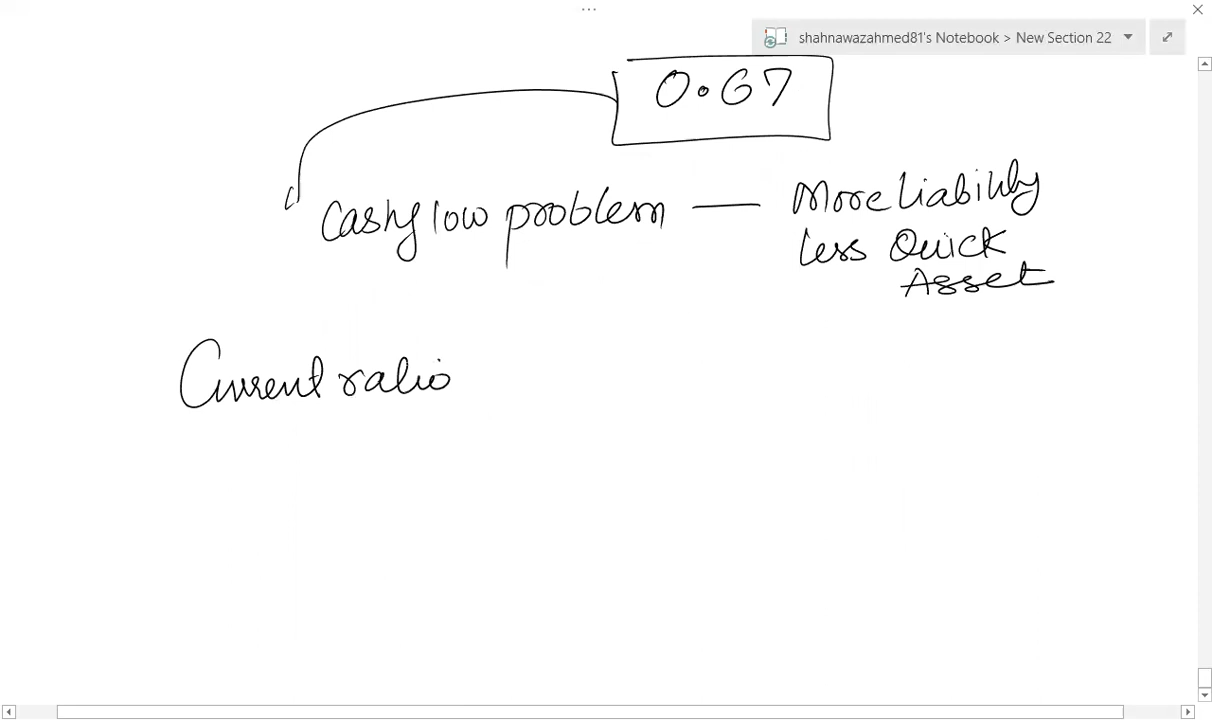 shahnawazahmed81's Notebook > New Section 22
0.67
Cashflow problem — More liability
less Quick
Asset
Current ratio